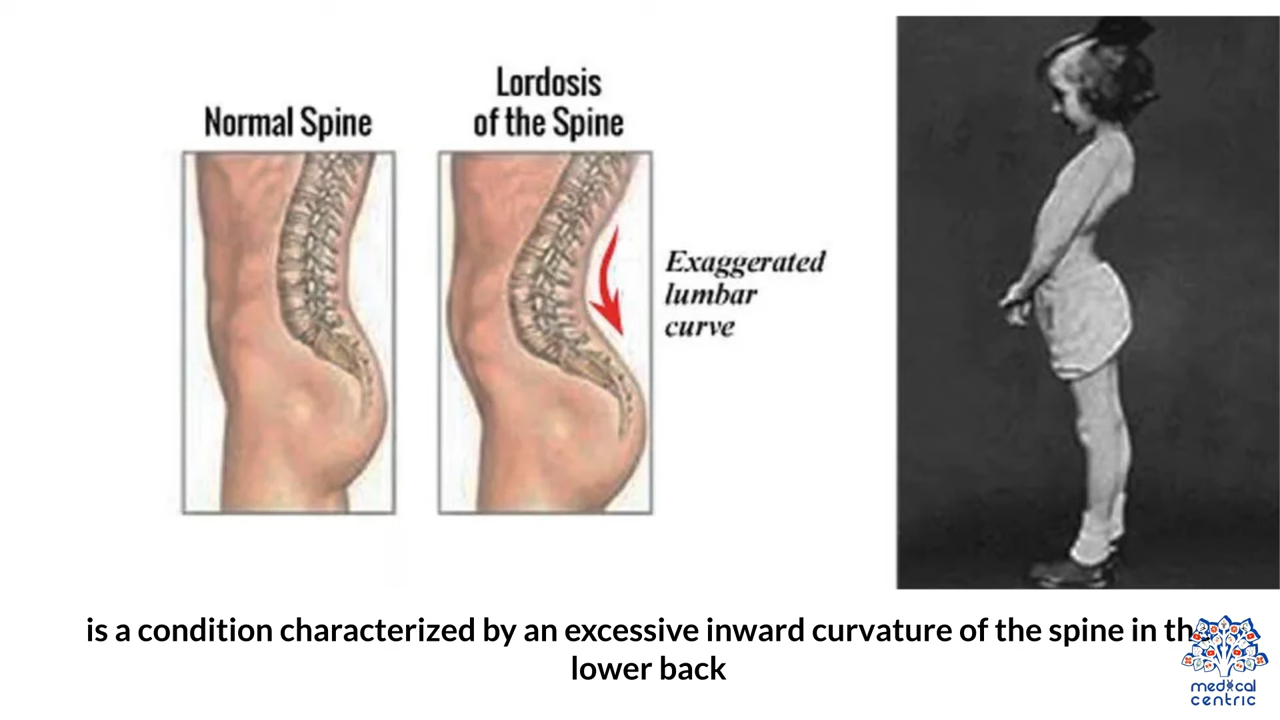 Normal Spine
Lordosis
of the Spine
Exaggerated
lumbar
curve
is a condition characterized by an excessive inward curvature of the spine in the
lower back
medical
centric